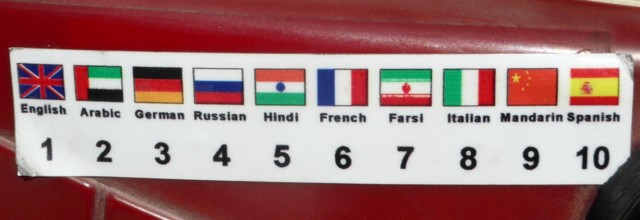 English Arabic German Russian Hindi French Farsi Italian Mandarin Spanish
1 2 3 4 5 6 7 8 9 10